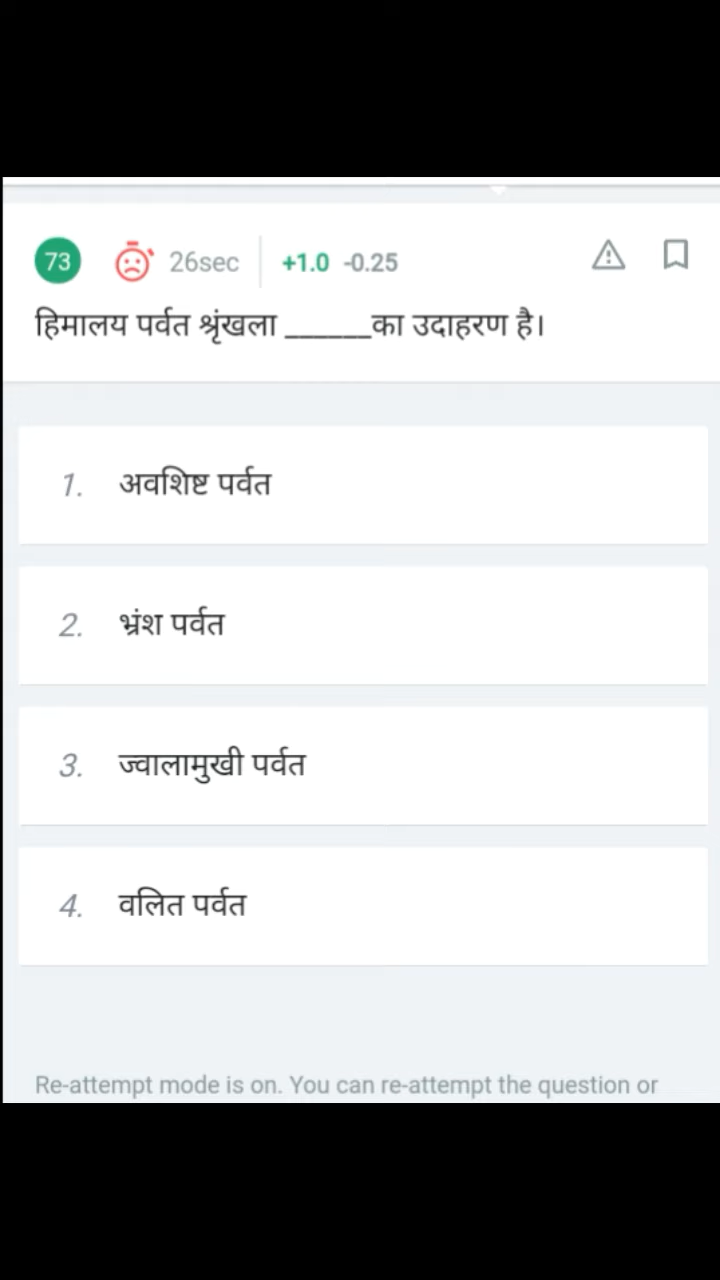 73 26sec +1.0 -0.25
हिमालय पर्वत श्रृंखला ______का उदाहरण है।
1. अवशिष्ट पर्वत
2. भ्रंश पर्वत
3. ज्वालामुखी पर्वत
4. वलित पर्वत
Re-attempt mode is on. You can re-attempt the question or